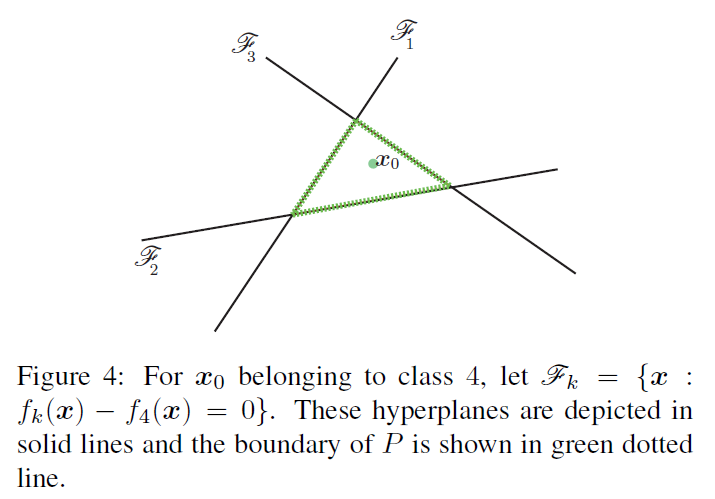 ℱ₃
ℱ₁
x₀
ℱ₂
Figure 4: For x₀ belonging to class 4, let ℱₖ = {x :
fₖ(x) − f₄(x) = 0}. These hyperplanes are depicted in
solid lines and the boundary of P is shown in green dotted
line.